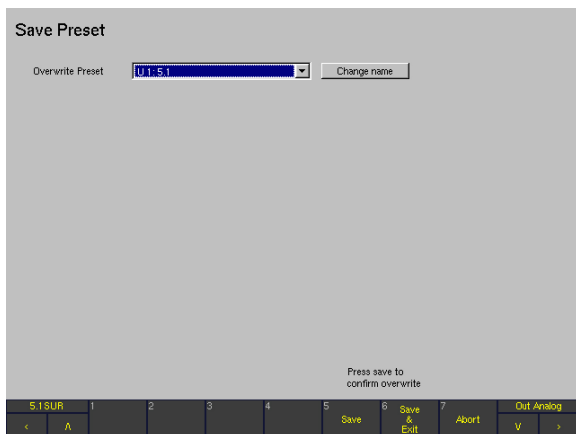 Save Preset
Overwrite Preset U 1: 5.1 Change name
Press save to
confirm overwrite
5.1SUR 1 2 3 4 5 Save 6 Save & Exit 7 Abort Out Analog
< Λ V >